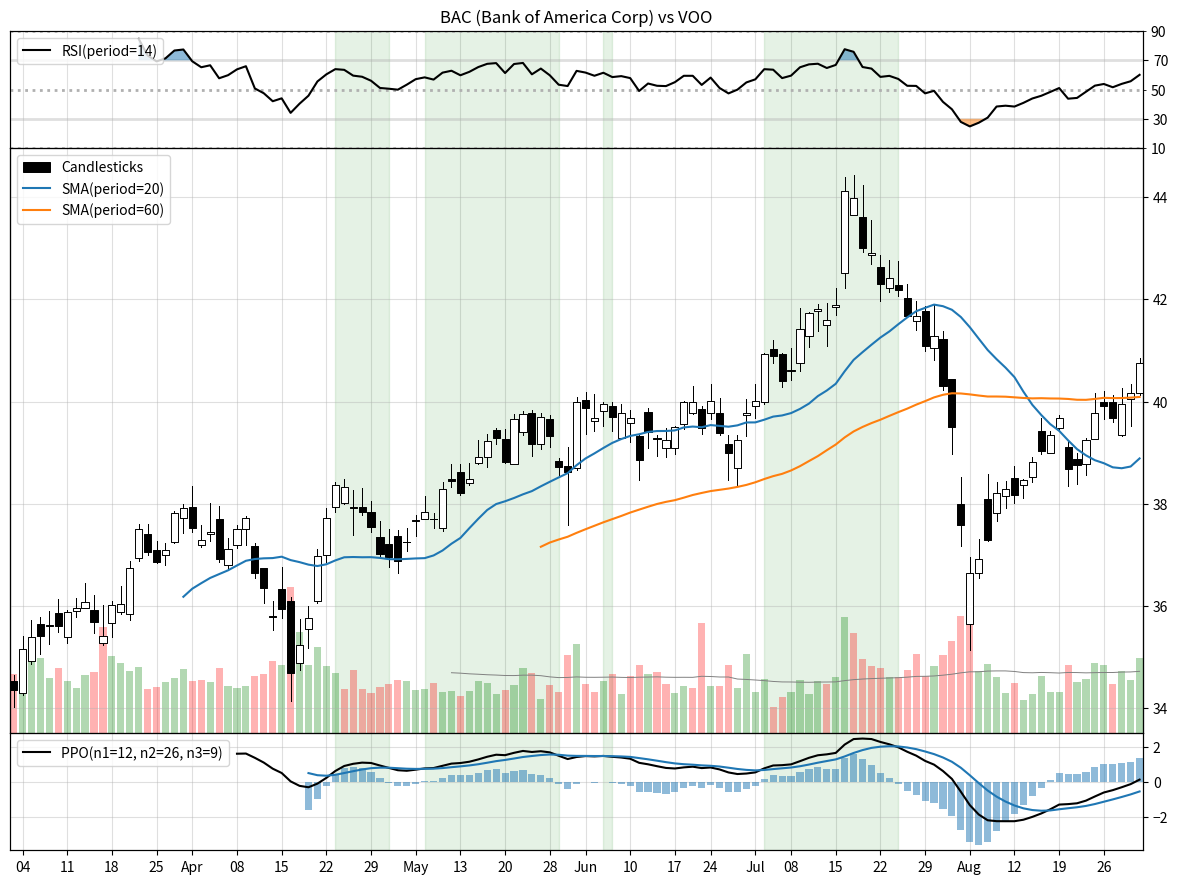 BAC (Bank of America Corp) vs VOO
RSI(period=14)
90
70
50
30
10
Candlesticks
SMA(period=20)
SMA(period=60)
44
42
40
38
36
34
PPO(n1=12, n2=26, n3=9)
2
0
−2
04 11 18 25 Apr 08 15 22 29 May 13 20 28 Jun 10 17 24 Jul 08 15 22 29 Aug 12 19 26